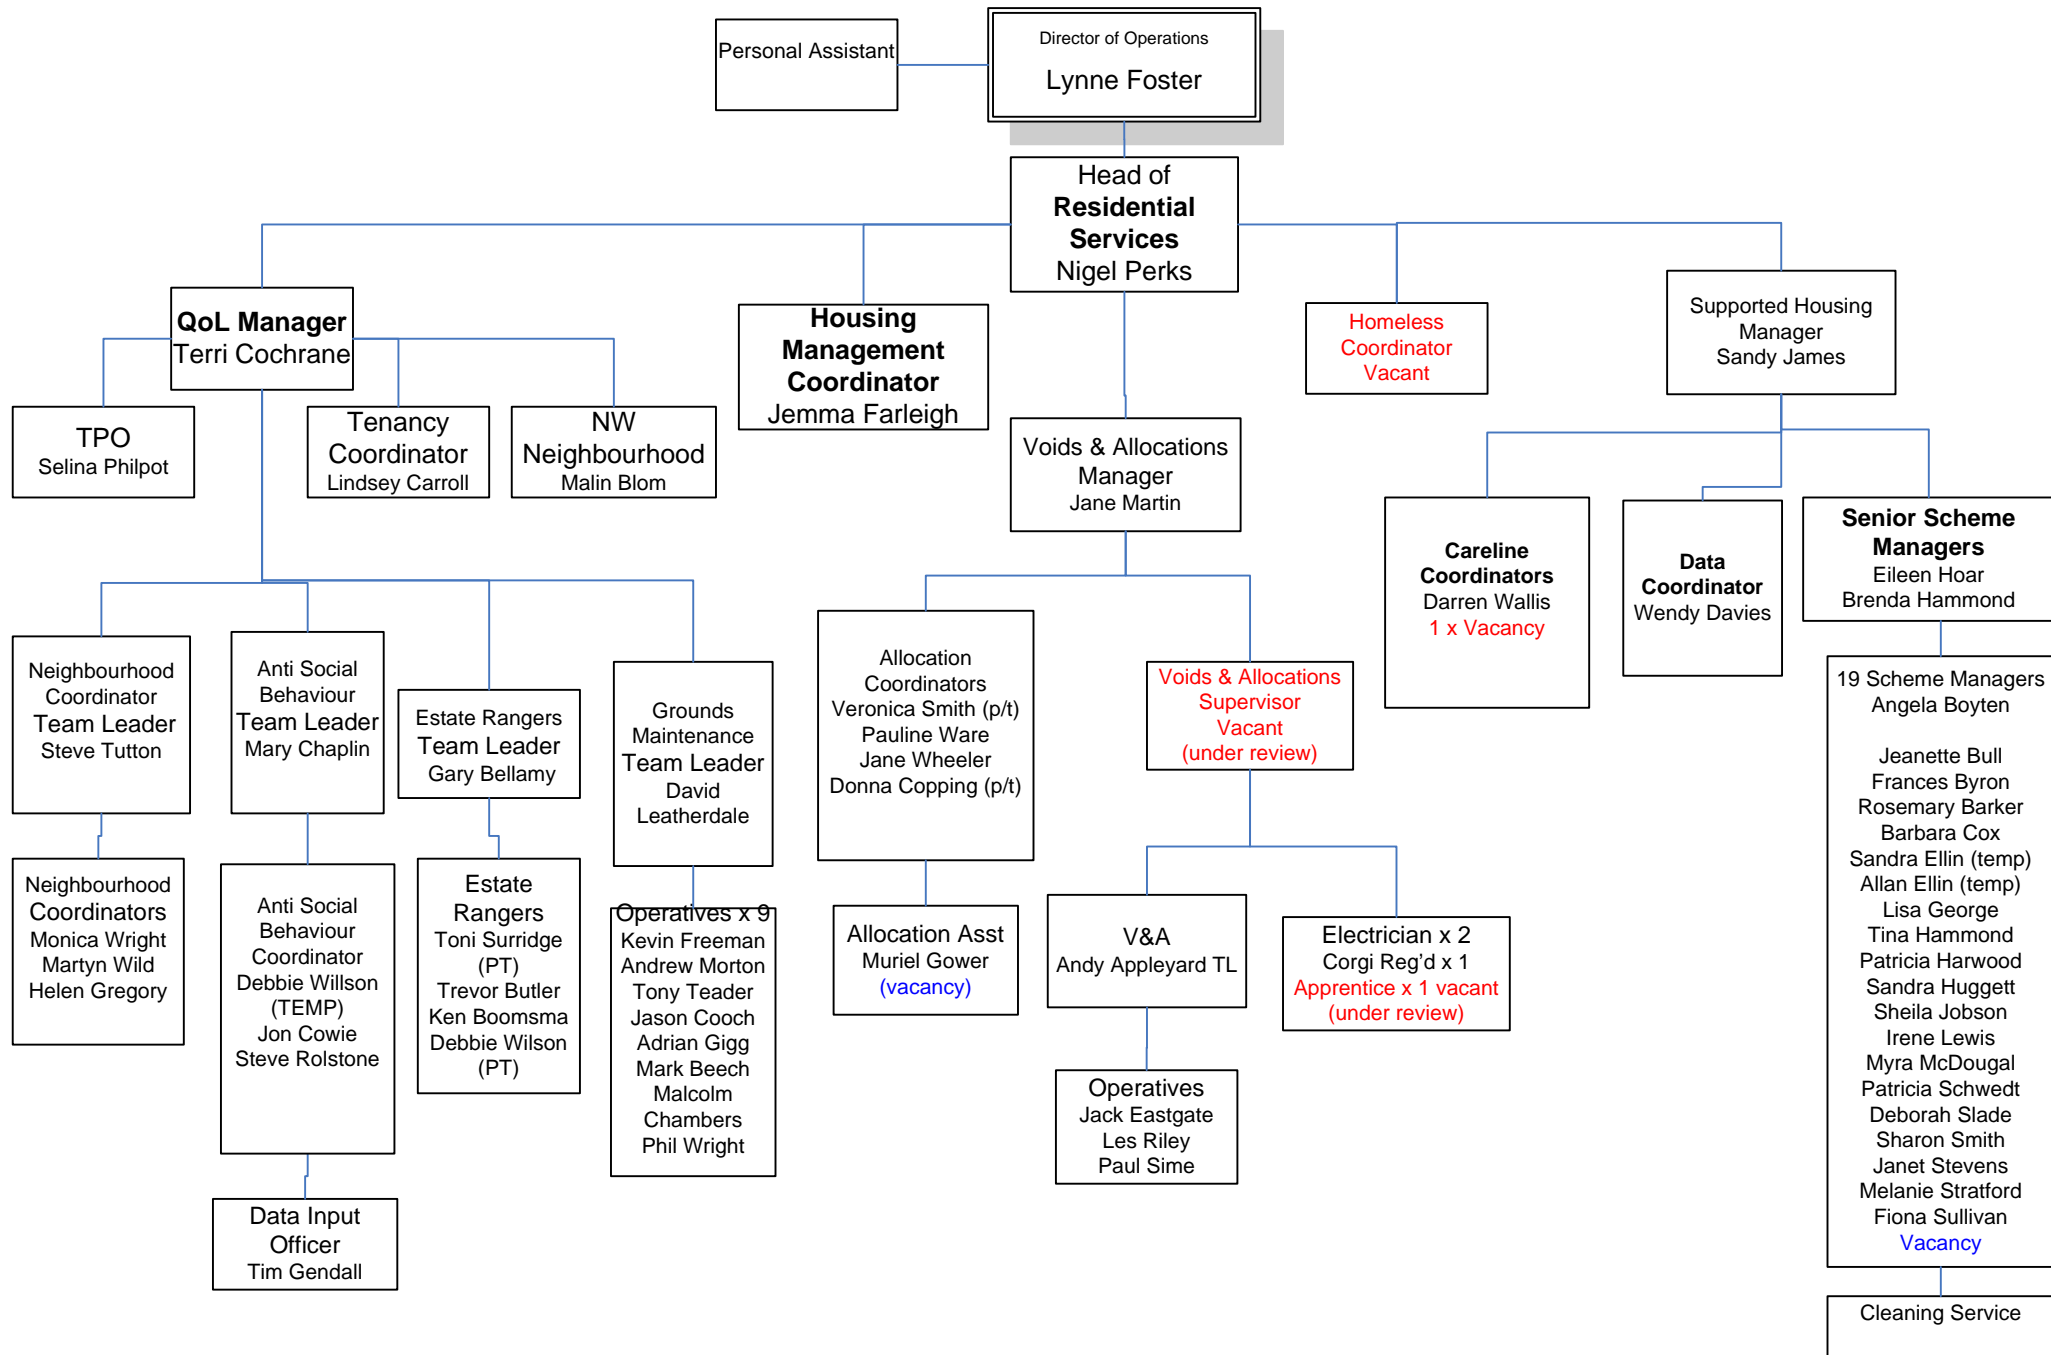 Personal Assistant
Director of Operations
Lynne Foster
Head of
Residential
Services
Nigel Perks
QoL Manager
Terri Cochrane
Housing
Management
Coordinator
Jemma Farleigh
Homeless
Coordinator
Vacant
Supported Housing
Manager
Sandy James
TPO
Selina Philpot
Tenancy
Coordinator
Lindsey Carroll
NW
Neighbourhood
Malin Blom
Voids & Allocations
Manager
Jane Martin
Careline
Coordinators
Darren Wallis
1 x Vacancy
Data
Coordinator
Wendy Davies
Senior Scheme
Managers
Eileen Hoar
Brenda Hammond
Neighbourhood
Coordinator
Team Leader
Steve Tutton
Anti Social
Behaviour
Team Leader
Mary Chaplin
Estate Rangers
Team Leader
Gary Bellamy
Grounds
Maintenance
Team Leader
David
Leatherdale
Allocation
Coordinators
Veronica Smith (p/t)
Pauline Ware
Jane Wheeler
Donna Copping (p/t)
Voids & Allocations
Supervisor
Vacant
(under review)
19 Scheme Managers
Angela Boyten
Jeanette Bull
Frances Byron
Rosemary Barker
Barbara Cox
Sandra Ellin (temp)
Allan Ellin (temp)
Lisa George
Tina Hammond
Patricia Harwood
Sandra Huggett
Sheila Jobson
Irene Lewis
Myra McDougal
Patricia Schwedt
Deborah Slade
Sharon Smith
Janet Stevens
Melanie Stratford
Fiona Sullivan
Vacancy
Neighbourhood
Coordinators
Monica Wright
Martyn Wild
Helen Gregory
Anti Social
Behaviour
Coordinator
Debbie Willson
(TEMP)
Jon Cowie
Steve Rolstone
Estate
Rangers
Toni Surridge
(PT)
Trevor Butler
Ken Boomsma
Debbie Wilson
(PT)
Operatives x 9
Kevin Freeman
Andrew Morton
Tony Teader
Jason Cooch
Adrian Gigg
Mark Beech
Malcolm
Chambers
Phil Wright
Allocation Asst
Muriel Gower
(vacancy)
V&A
Andy Appleyard TL
Electrician x 2
Corgi Reg'd x 1
Apprentice x 1 vacant
(under review)
Operatives
Jack Eastgate
Les Riley
Paul Sime
Data Input
Officer
Tim Gendall
Cleaning Service